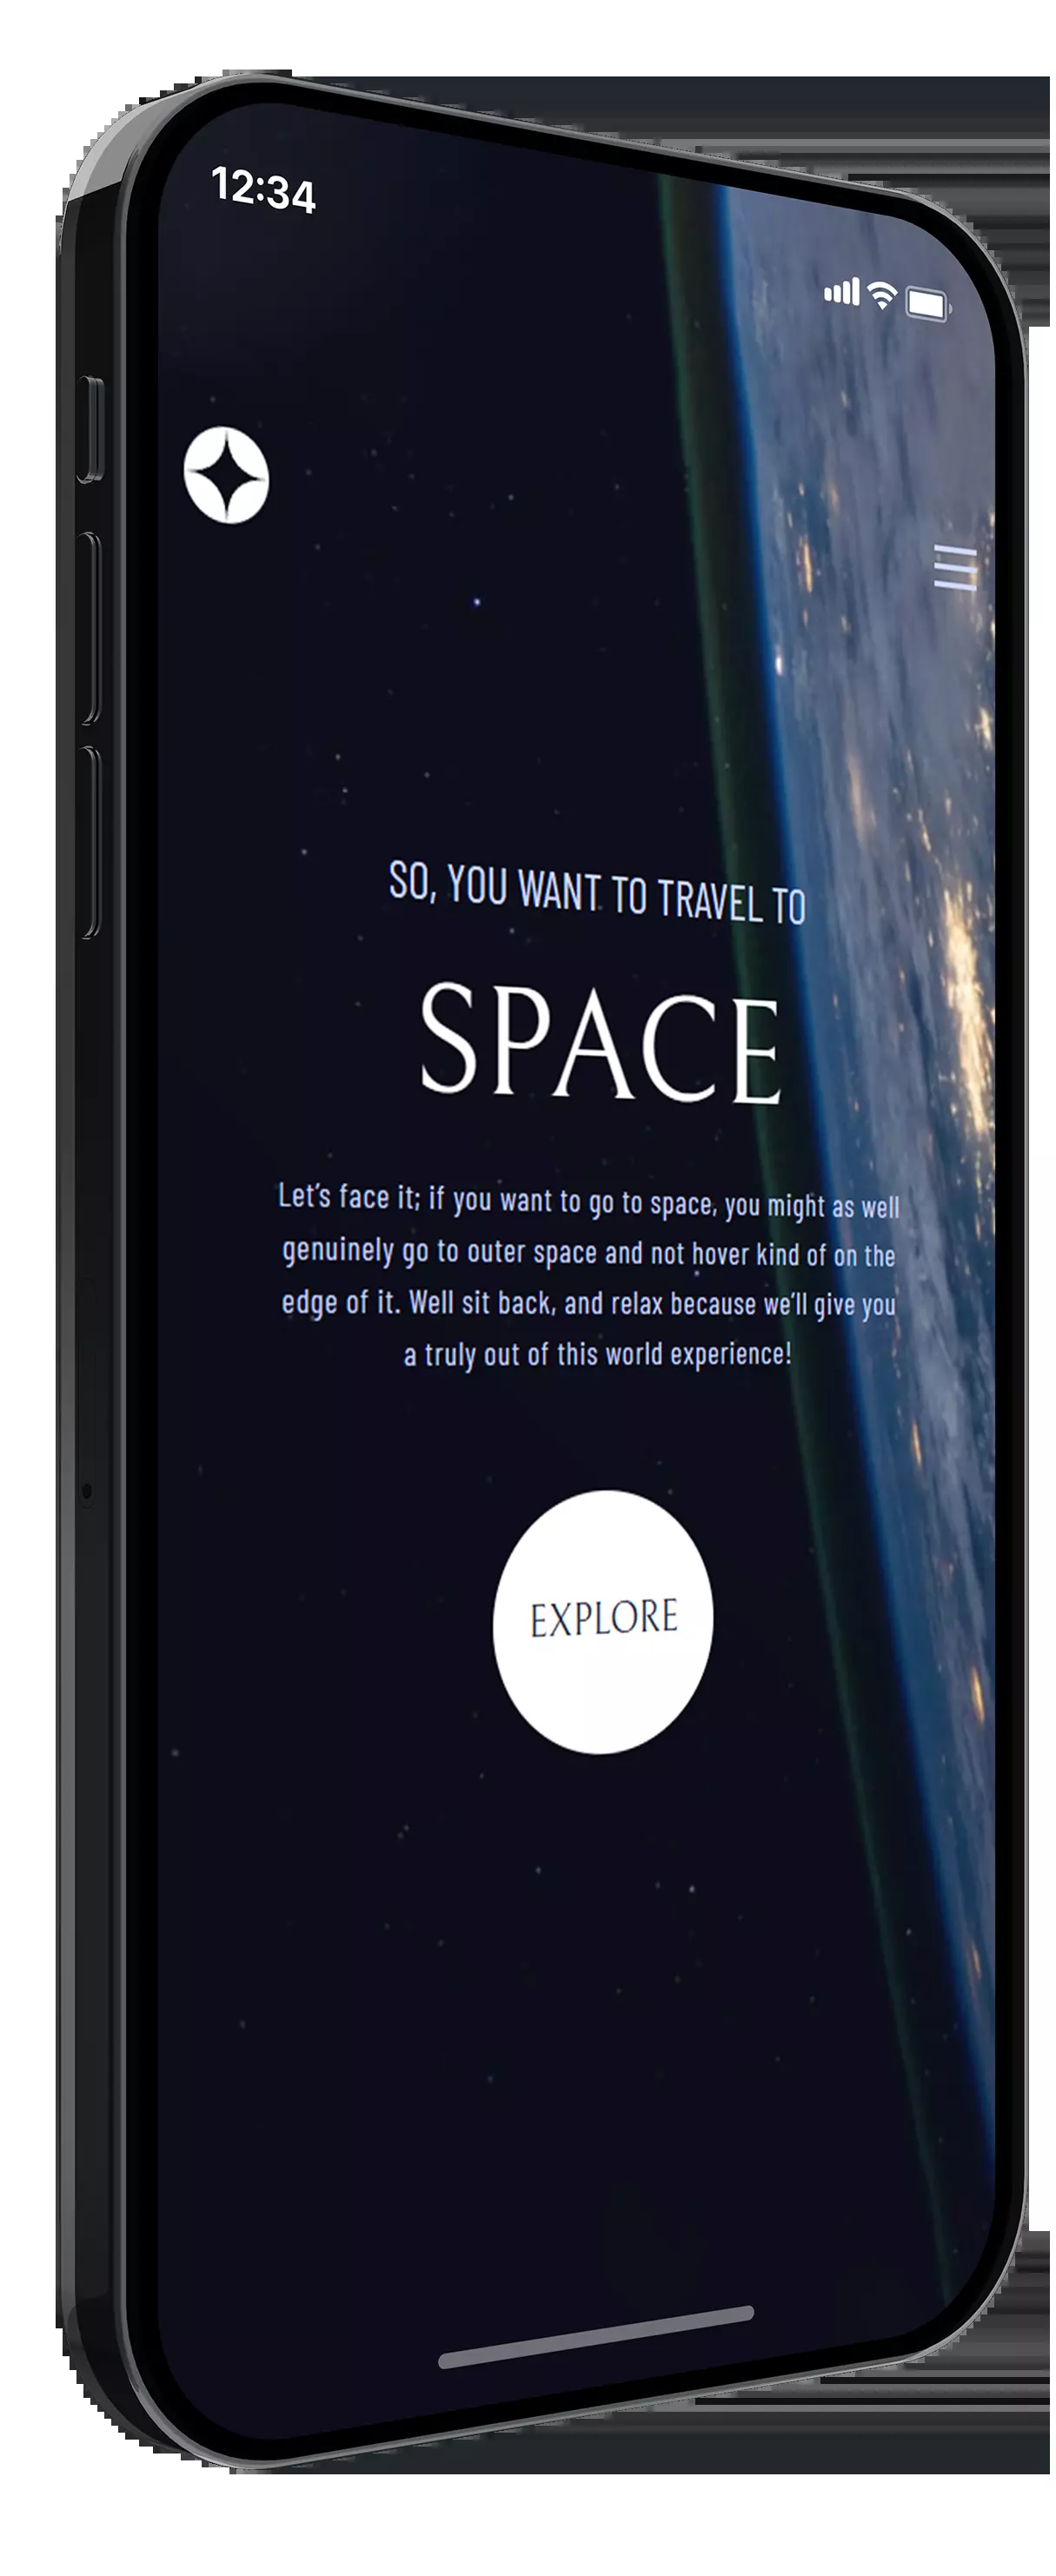 12:34
SO, YOU WANT TO TRAVEL TO
SPACE
Let's face it; if you want to go to space, you might as well
genuinely go to outer space and not hover kind of on the
edge of it. Well sit back, and relax because we'll give you
a truly out of this world experience!
EXPLORE